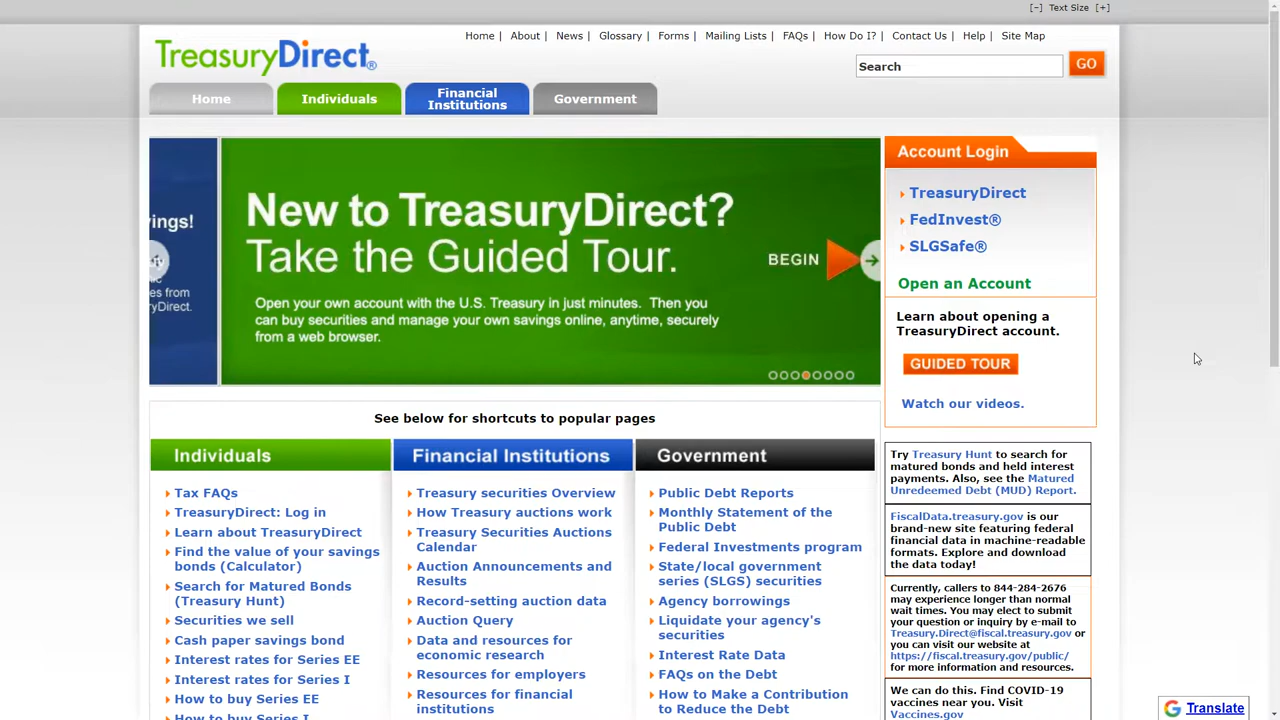 [-] Text Size [+]
TreasuryDirect®
Home | About | News | Glossary | Forms | Mailing Lists | FAQs | How Do I? | Contact Us | Help | Site Map
Search
GO
Home
Individuals
Financial
Institutions
Government
ings!
es from
yDirect.
New to TreasuryDirect?
Take the Guided Tour.
BEGIN
Open your own account with the U.S. Treasury in just minutes. Then you
can buy securities and manage your own savings online, anytime, securely
from a web browser.
Account Login
TreasuryDirect
FedInvest®
SLGSafe®
Open an Account
Learn about opening a
TreasuryDirect account.
GUIDED TOUR
Watch our videos.
See below for shortcuts to popular pages
Individuals
Tax FAQs
TreasuryDirect: Log in
Learn about TreasuryDirect
Find the value of your savings
bonds (Calculator)
Search for Matured Bonds
(Treasury Hunt)
Securities we sell
Cash paper savings bond
Interest rates for Series EE
Interest rates for Series I
How to buy Series EE
How to buy Series I
Financial Institutions
Treasury securities Overview
How Treasury auctions work
Treasury Securities Auctions
Calendar
Auction Announcements and
Results
Record-setting auction data
Auction Query
Data and resources for
economic research
Resources for employers
Resources for financial
institutions
Government
Public Debt Reports
Monthly Statement of the
Public Debt
Federal Investments program
State/local government
series (SLGS) securities
Agency borrowings
Liquidate your agency's
securities
Interest Rate Data
FAQs on the Debt
How to Make a Contribution
to Reduce the Debt
Try Treasury Hunt to search for
matured bonds and held interest
payments. Also, see the Matured
Unredeemed Debt (MUD) Report.
FiscalData.treasury.gov is our
brand-new site featuring federal
financial data in machine-readable
formats. Explore and download
the data today!
Currently, callers to 844-284-2676
may experience longer than normal
wait times. You may elect to submit
your question or inquiry by e-mail to
Treasury.Direct@fiscal.treasury.gov or
you can visit our website at
https://fiscal.treasury.gov/public/
for more information and resources.
We can do this. Find COVID-19
vaccines near you. Visit
Vaccines.gov
G Translate